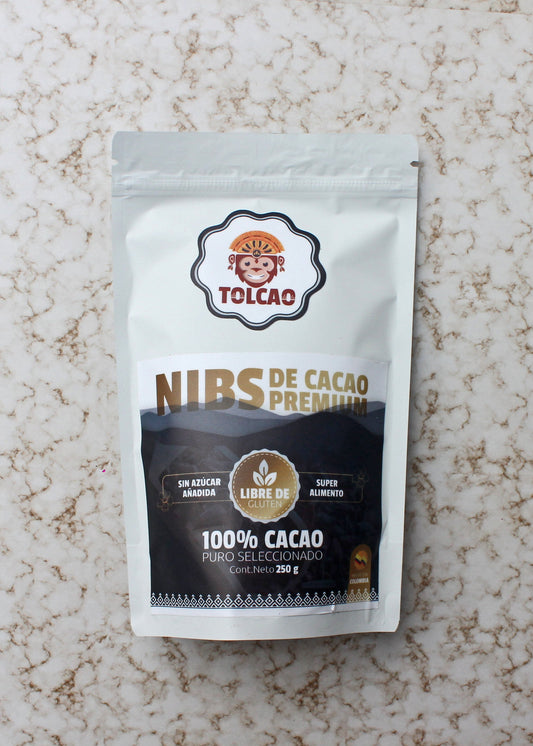 TOLCAO
NIBS DE CACAO
PREMIUM
SIN AZÚCAR
AÑADIDA
LIBRE DE
GLUTEN
SUPER
ALIMENTO
100% CACAO
PURO SELECCIONADO
Cont.Neto 250 g
COLOMBIA